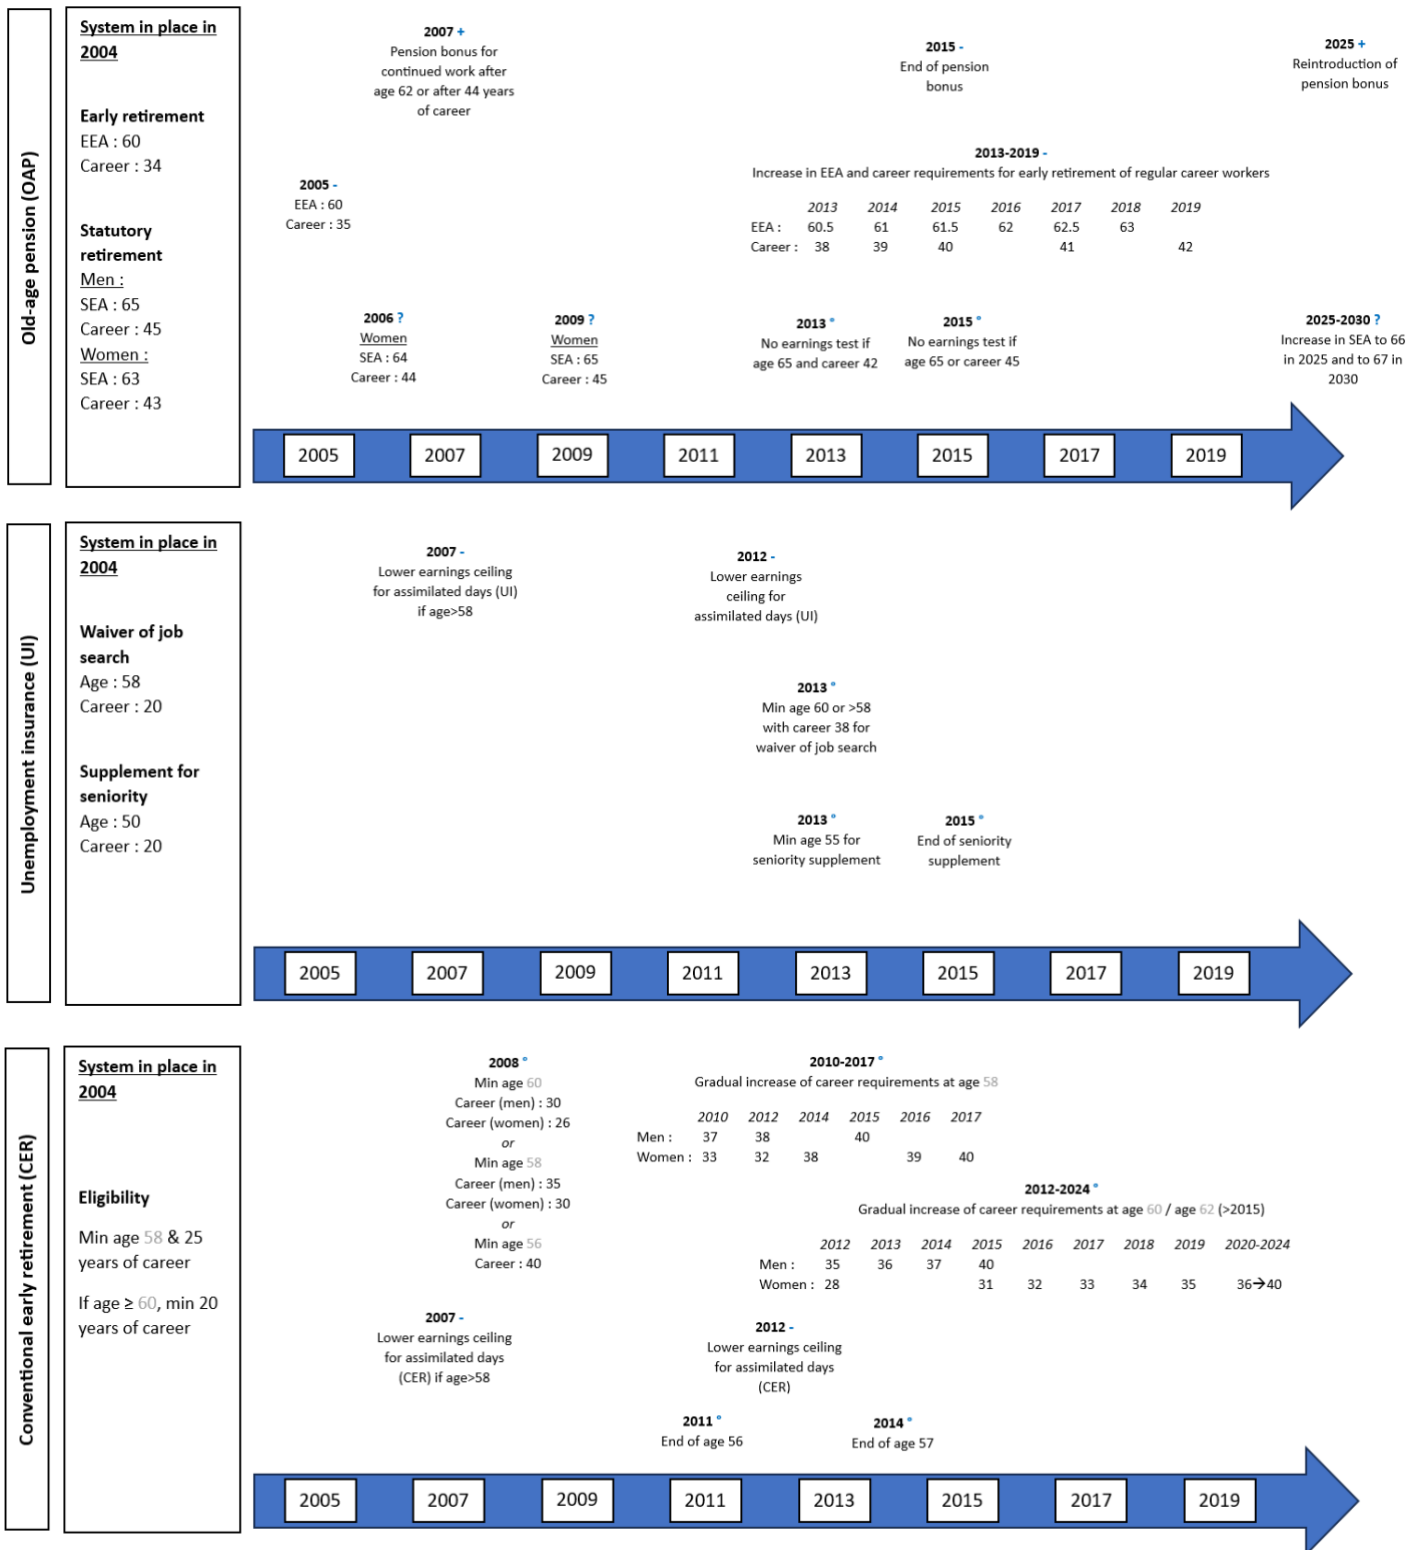 Old-age pension (OAP)
System in place in
2004
Early retirement
EEA : 60
Career : 34
Statutory
retirement
Men :
SEA : 65
Career : 45
Women :
SEA : 63
Career : 43
2007 +
Pension bonus for
continued work after
age 62 or after 44 years
of career
2015 -
End of pension
bonus
2025 +
Reintroduction of
pension bonus
2005 -
EEA : 60
Career : 35
2013-2019 -
Increase in EEA and career requirements for early retirement of regular career workers
2013 2014 2015 2016 2017 2018 2019
EEA : 60.5 61 61.5 62 62.5 63
Career : 38 39 40 41 42
2006 ?
Women
SEA : 64
Career : 44
2009 ?
Women
SEA : 65
Career : 45
2013 °
No earnings test if
age 65 and career 42
2015 °
No earnings test if
age 65 or career 45
2025-2030 ?
Increase in SEA to 66
in 2025 and to 67 in
2030
2005 2007 2009 2011 2013 2015 2017 2019
Unemployment insurance (UI)
System in place in
2004
Waiver of job
search
Age : 58
Career : 20
Supplement for
seniority
Age : 50
Career : 20
2007 -
Lower earnings ceiling
for assimilated days (UI)
if age>58
2012 -
Lower earnings
ceiling for
assimilated days (UI)
2013 °
Min age 60 or >58
with career 38 for
waiver of job search
2013 °
Min age 55 for
seniority supplement
2015 °
End of seniority
supplement
2005 2007 2009 2011 2013 2015 2017 2019
Conventional early retirement (CER)
System in place in
2004
Eligibility
Min age 58 & 25
years of career
If age ≥ 60, min 20
years of career
2008 °
Min age 60
Career (men) : 30
Career (women) : 26
or
Min age 58
Career (men) : 35
Career (women) : 30
or
Min age 56
Career : 40
2010-2017 °
Gradual increase of career requirements at age 58
2010 2012 2014 2015 2016 2017
Men : 37 38 40
Women : 33 32 38 39 40
2012-2024 °
Gradual increase of career requirements at age 60 / age 62 (>2015)
2012 2013 2014 2015 2016 2017 2018 2019 2020-2024
Men : 35 36 37 40
Women : 28 31 32 33 34 35 36→40
2007 -
Lower earnings ceiling
for assimilated days
(CER) if age>58
2012 -
Lower earnings ceiling
for assimilated days
(CER)
2011 °
End of age 56
2014 °
End of age 57
2005 2007 2009 2011 2013 2015 2017 2019